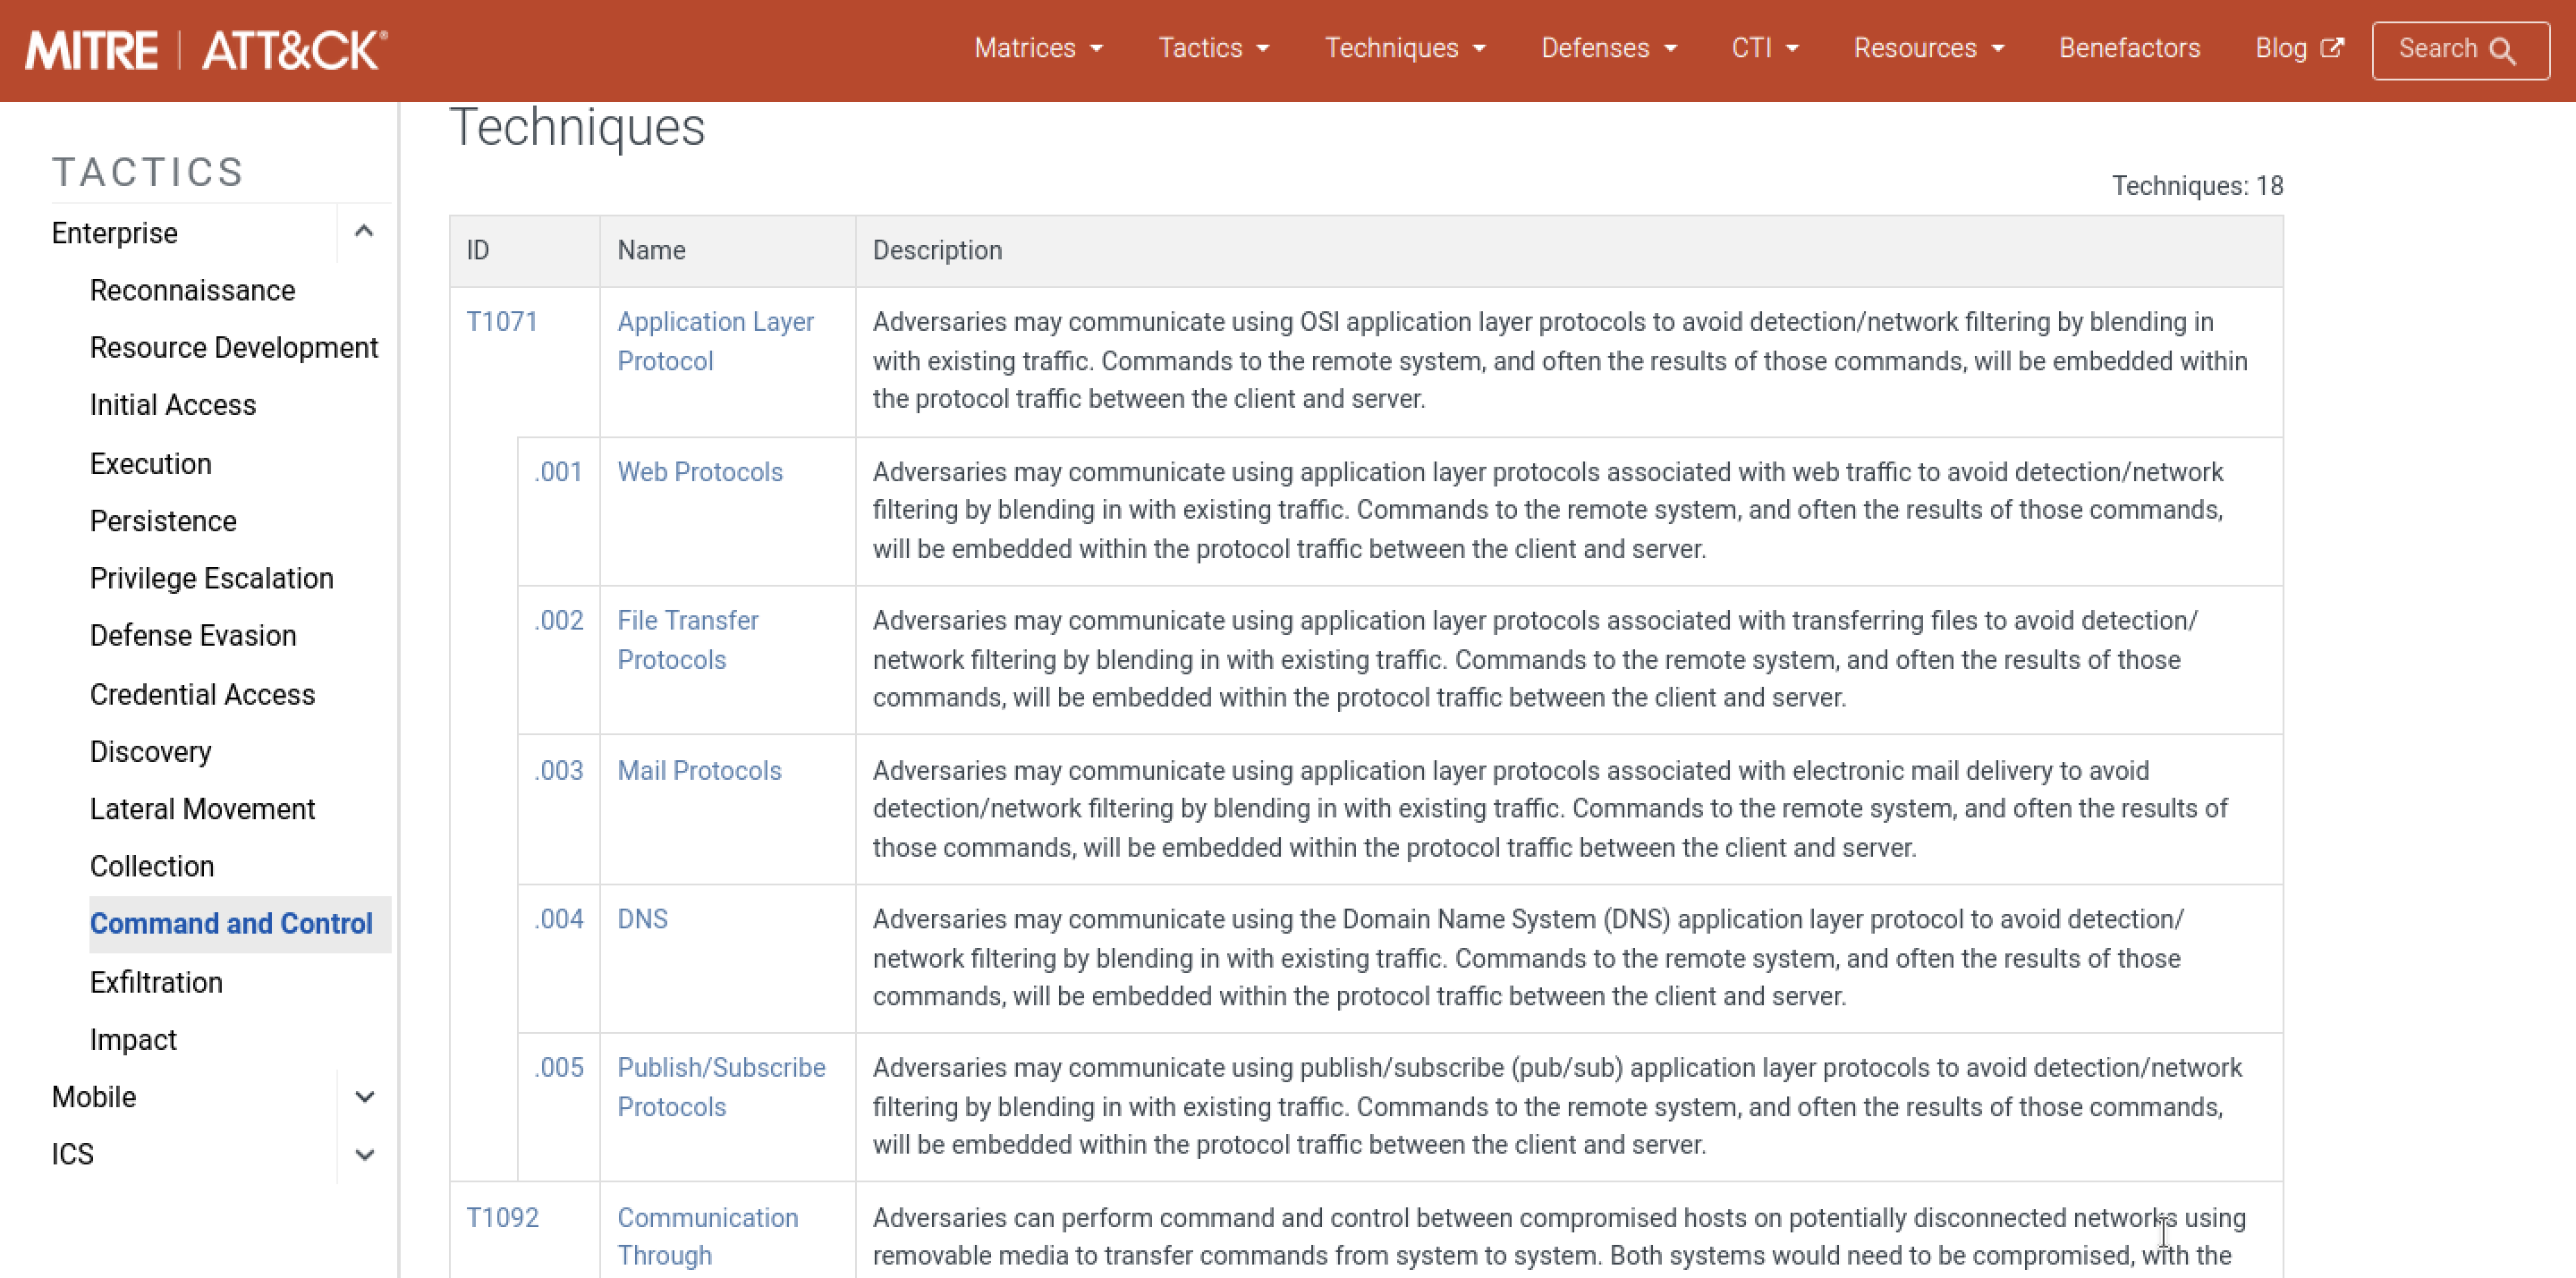 MITRE | ATT&CK®
Matrices
Tactics
Techniques
Defenses
CTI
Resources
Benefactors
Blog
Search
TACTICS
Enterprise
Reconnaissance
Resource Development
Initial Access
Execution
Persistence
Privilege Escalation
Defense Evasion
Credential Access
Discovery
Lateral Movement
Collection
Command and Control
Exfiltration
Impact
Mobile
ICS
Techniques
Techniques: 18
ID Name Description
T1071
Application Layer
Protocol
Adversaries may communicate using OSI application layer protocols to avoid detection/network filtering by blending in
with existing traffic. Commands to the remote system, and often the results of those commands, will be embedded within
the protocol traffic between the client and server.
.001
Web Protocols
Adversaries may communicate using application layer protocols associated with web traffic to avoid detection/network
filtering by blending in with existing traffic. Commands to the remote system, and often the results of those commands,
will be embedded within the protocol traffic between the client and server.
.002
File Transfer
Protocols
Adversaries may communicate using application layer protocols associated with transferring files to avoid detection/
network filtering by blending in with existing traffic. Commands to the remote system, and often the results of those
commands, will be embedded within the protocol traffic between the client and server.
.003
Mail Protocols
Adversaries may communicate using application layer protocols associated with electronic mail delivery to avoid
detection/network filtering by blending in with existing traffic. Commands to the remote system, and often the results of
those commands, will be embedded within the protocol traffic between the client and server.
.004
DNS
Adversaries may communicate using the Domain Name System (DNS) application layer protocol to avoid detection/
network filtering by blending in with existing traffic. Commands to the remote system, and often the results of those
commands, will be embedded within the protocol traffic between the client and server.
.005
Publish/Subscribe
Protocols
Adversaries may communicate using publish/subscribe (pub/sub) application layer protocols to avoid detection/network
filtering by blending in with existing traffic. Commands to the remote system, and often the results of those commands,
will be embedded within the protocol traffic between the client and server.
T1092
Communication
Through
Adversaries can perform command and control between compromised hosts on potentially disconnected networks using
removable media to transfer commands from system to system. Both systems would need to be compromised, with the